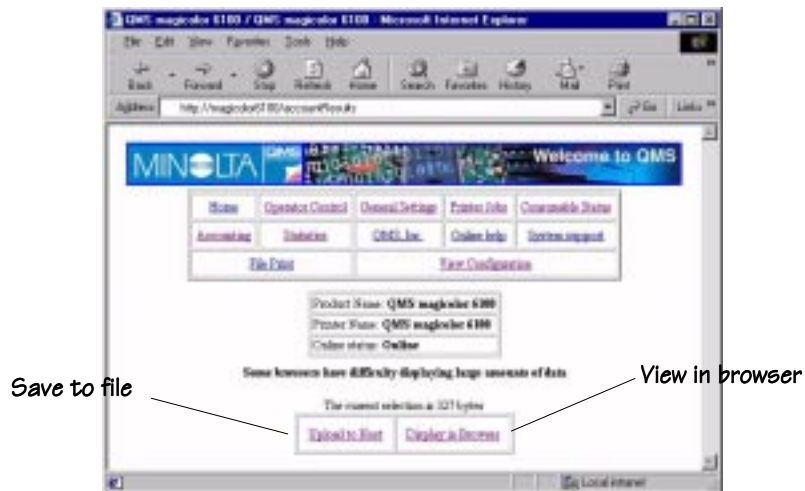 QMS magicolor 6100 / QMS magicolor 6100 - Microsoft Internet Explorer
File Edit View Favorites Tools Help
Back Forward Stop Refresh Home Search Favorites History Mail Print
Address http://magicolor6100/accountResults Go Links
MINOLTA QMS Welcome to QMS
Home Operator Control General Settings Printer Jobs Consumable Status
Accounting Statistics QMS, Inc. Online help System support
File Print View Configuration
Product Name: QMS magicolor 6100
Printer Name: QMS magicolor 6100
Online status: Online
Some browsers have difficulty displaying large amounts of data
Save to file
View in browser
The current selection is 327 bytes
Upload to Host Display in Browser
Local intranet